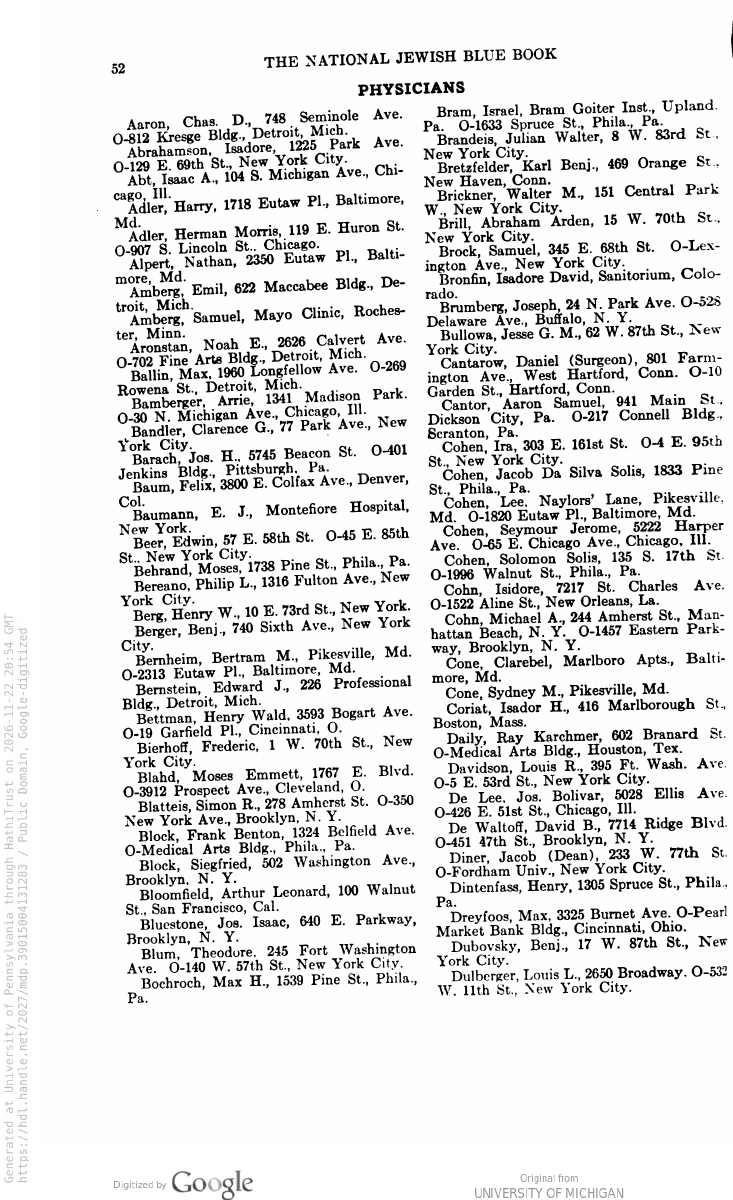 52
THE NATIONAL JEWISH BLUE BOOK
PHYSICIANS
Aaron, Chas. D., 748 Seminole Ave.
O-812 Kresge Bldg., Detroit, Mich.
Abrahamson, Isadore, 1225 Park Ave.
O-129 E. 69th St., New York City.
Abt, Isaac A., 104 S. Michigan Ave., Chi-
cago, Ill.
Adler, Harry, 1718 Eutaw Pl., Baltimore,
Md.
Adler, Herman Morris, 119 E. Huron St.
O-907 S. Lincoln St., Chicago.
Alpert, Nathan, 2350 Eutaw Pl., Balti-
more, Md.
Amberg, Emil, 622 Maccabee Bldg., De-
troit, Mich.
Amberg, Samuel, Mayo Clinic, Roches-
ter, Minn.
Aronstan, Noah E., 2626 Calvert Ave.
O-702 Fine Arts Bldg., Detroit, Mich.
Ballin, Max, 1960 Longfellow Ave. O-269
Rowena St., Detroit, Mich.
Bamberger, Arrie, 1341 Madison Park.
O-30 N. Michigan Ave., Chicago, Ill.
Bandler, Clarence G., 77 Park Ave., New
York City.
Barach, Jos. H., 5745 Beacon St. O-401
Jenkins Bldg., Pittsburgh, Pa.
Baum, Felix, 3800 E. Colfax Ave., Denver,
Col.
Baumann, E. J., Montefiore Hospital,
New York.
Beer, Edwin, 57 E. 58th St. O-45 E. 85th
St., New York City.
Behrand, Moses, 1738 Pine St., Phila., Pa.
Bereano, Philip L., 1316 Fulton Ave., New
York City.
Berg, Henry W., 10 E. 73rd St., New York.
Berger, Benj., 740 Sixth Ave., New York
City.
Bernheim, Bertram M., Pikesville, Md.
O-2313 Eutaw Pl., Baltimore, Md.
Bernstein, Edward J., 226 Professional
Bldg., Detroit, Mich.
Bettman, Henry Wald, 3593 Bogart Ave.
O-19 Garfield Pl., Cincinnati, O.
Bierhoff, Frederic, 1 W. 70th St., New
York City.
Blahd, Moses Emmett, 1767 E. Blvd.
O-3912 Prospect Ave., Cleveland, O.
Blatteis, Simon R., 278 Amherst St. O-350
New York Ave., Brooklyn, N. Y.
Block, Frank Benton, 1324 Belfield Ave.
O-Medical Arts Bldg., Phila., Pa.
Block, Siegfried, 502 Washington Ave.,
Brooklyn, N. Y.
Bloomfield, Arthur Leonard, 100 Walnut
St., San Francisco, Cal.
Bluestone, Jos. Isaac, 640 E. Parkway,
Brooklyn, N. Y.
Blum, Theodore, 245 Fort Washington
Ave. O-140 W. 57th St., New York City.
Bochroch, Max H., 1539 Pine St., Phila.,
Pa.
Bram, Israel, Bram Goiter Inst., Upland.
Pa. O-1633 Spruce St., Phila., Pa.
Brandeis, Julian Walter, 8 W. 83rd St.,
New York City.
Bretzfelder, Karl Benj., 469 Orange St.,
New Haven, Conn.
Brickner, Walter M., 151 Central Park
W., New York City.
Brill, Abraham Arden, 15 W. 70th St.,
New York City.
Brock, Samuel, 345 E. 68th St. O-Lex-
ington Ave., New York City.
Bronfin, Isadore David, Sanitorium, Colo-
rado.
Brumberg, Joseph, 24 N. Park Ave. O-528
Delaware Ave., Buffalo, N. Y.
Bullowa, Jesse G. M., 62 W. 87th St., New
York City.
Cantarow, Daniel (Surgeon), 801 Farm-
ington Ave., West Hartford, Conn. O-10
Garden St., Hartford, Conn.
Cantor, Aaron Samuel, 941 Main St.,
Dickson City, Pa. O-217 Connell Bldg.,
Scranton, Pa.
Cohen, Ira, 303 E. 161st St. O-4 E. 95th
St., New York City.
Cohen, Jacob Da Silva Solis, 1833 Pine
St., Phila., Pa.
Cohen, Lee, Naylors' Lane, Pikesville,
Md. O-1820 Eutaw Pl., Baltimore, Md.
Cohen, Seymour Jerome, 5222 Harper
Ave. O-65 E. Chicago Ave., Chicago, Ill.
Cohen, Solomon Solis, 135 S. 17th St.
O-1996 Walnut St., Phila., Pa.
Cohn, Isidore, 7217 St. Charles Ave.
O-1522 Aline St., New Orleans, La.
Cohn, Michael A., 244 Amherst St., Man-
hattan Beach, N. Y. O-1457 Eastern Park-
way, Brooklyn, N. Y.
Cone, Clarebel, Marlboro Apts., Balti-
more, Md.
Cone, Sydney M., Pikesville, Md.
Coriat, Isador H., 416 Marlborough St.,
Boston, Mass.
Daily, Ray Karchmer, 602 Branard St.
O-Medical Arts Bldg., Houston, Tex.
Davidson, Louis R., 395 Ft. Wash. Ave.
O-5 E. 53rd St., New York City.
De Lee, Jos. Bolivar, 5028 Ellis Ave.
O-426 E. 51st St., Chicago, Ill.
De Waltoff, David B., 7714 Ridge Blvd.
O-451 47th St., Brooklyn, N. Y.
Diner, Jacob (Dean), 233 W. 77th St.
O-Fordham Univ., New York City.
Dintenfass, Henry, 1305 Spruce St., Phila.,
Pa.
Dreyfoos, Max, 3325 Burnet Ave. O-Pearl
Market Bank Bldg., Cincinnati, Ohio.
Dubovsky, Benj., 17 W. 87th St., New
York City.
Dulberger, Louis L., 2650 Broadway. O-532
W. 11th St., New York City.
Generated at University of Pennsylvania through HathiTrust on 2026-11-22 20:54 GMT
https://hdl.handle.net/2027/mdp.39015004131283 / Public Domain, Google-digitized
Digitized by Google
Original from
UNIVERSITY OF MICHIGAN